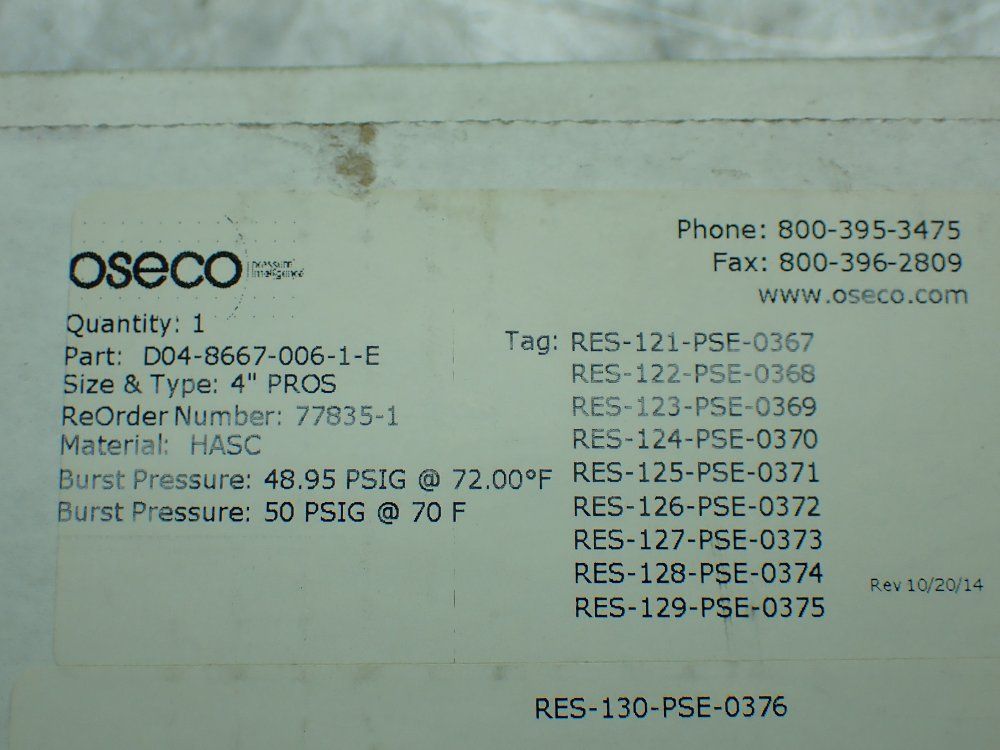 oseco pressure intelligence
Phone: 800-395-3475
Fax: 800-396-2809
www.oseco.com
Quantity: 1
Part: D04-8667-006-1-E
Size & Type: 4" PROS
ReOrder Number: 77835-1
Material: HASC
Burst Pressure: 48.95 PSIG @ 72.00°F
Burst Pressure: 50 PSIG @ 70 F
Tag: RES-121-PSE-0367
RES-122-PSE-0368
RES-123-PSE-0369
RES-124-PSE-0370
RES-125-PSE-0371
RES-126-PSE-0372
RES-127-PSE-0373
RES-128-PSE-0374
RES-129-PSE-0375
Rev 10/20/14
RES-130-PSE-0376